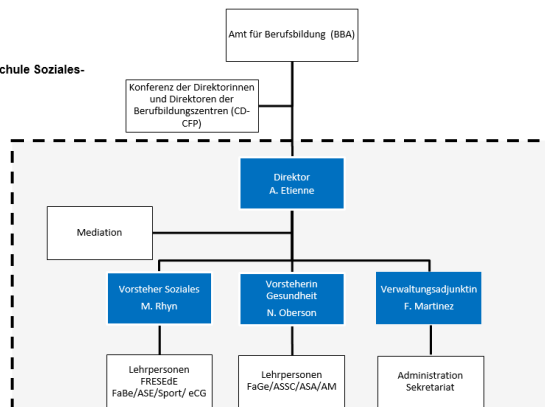 Amt für Berufsbildung (BBA)
chule Soziales-
Konferenz der Direktorinnen
und Direktoren der
Berufbildungszentren (CD-
CFP)
Direktor
A. Etienne
Mediation
Vorsteher Soziales
M. Rhyn
Vorsteherin
Gesundheit
N. Oberson
Verwaltungsadjunktin
F. Martinez
Lehrpersonen
FRESEdE
FaBe/ASE/Sport/ eCG
Lehrpersonen
FaGe/ASSC/ASA/AM
Administration
Sekretariat